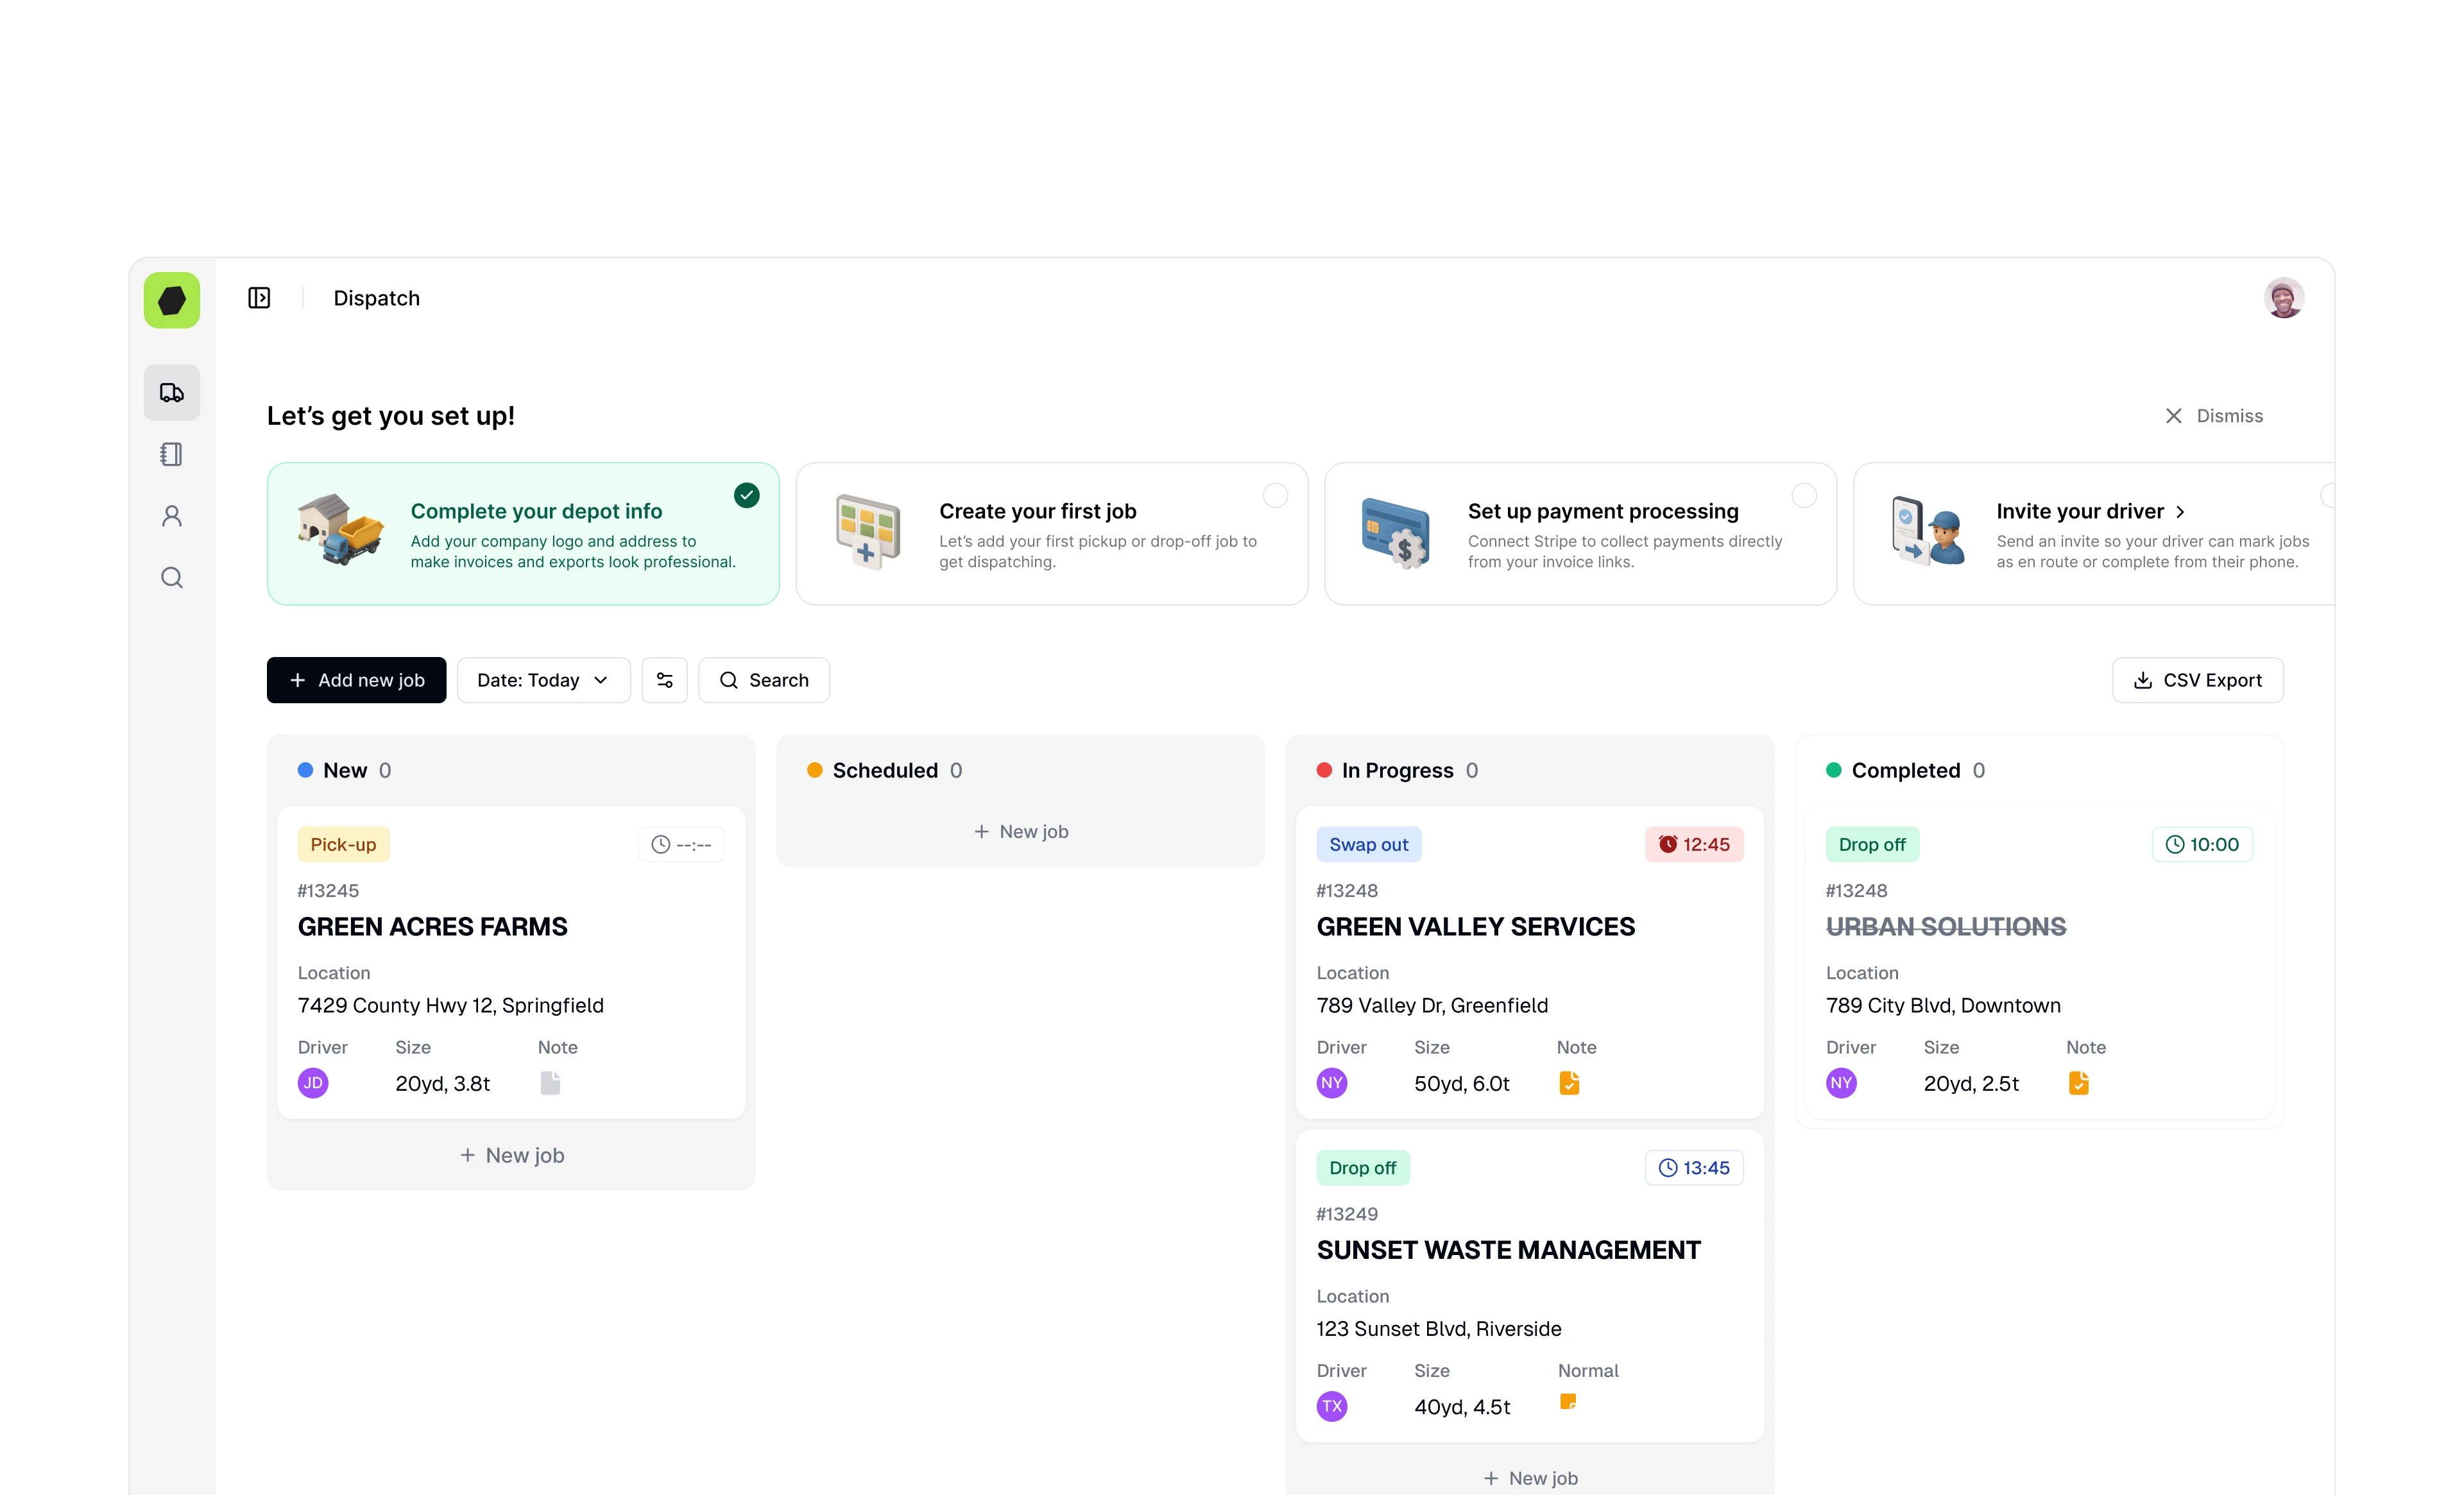 Dispatch
Let’s get you set up!
Dismiss
Complete your depot info
Add your company logo and address to
make invoices and exports look professional.
Create your first job
Let’s add your first pickup or drop-off job to
get dispatching.
Set up payment processing
Connect Stripe to collect payments directly
from your invoice links.
Invite your driver
Send an invite so your driver can mark jobs
as en route or complete from their phone.
Add new job
Date: Today
Search
CSV Export
New 0
Pick-up
--:--
#13245
GREEN ACRES FARMS
Location
7429 County Hwy 12, Springfield
Driver Size Note
JD 20yd, 3.8t
New job
Scheduled 0
New job
In Progress 0
Swap out 12:45
#13248
GREEN VALLEY SERVICES
Location
789 Valley Dr, Greenfield
Driver Size Note
NY 50yd, 6.0t
Drop off 13:45
#13249
SUNSET WASTE MANAGEMENT
Location
123 Sunset Blvd, Riverside
Driver Size Normal
TX 40yd, 4.5t
New job
Completed 0
Drop off 10:00
#13248
URBAN SOLUTIONS
Location
789 City Blvd, Downtown
Driver Size Note
NY 20yd, 2.5t